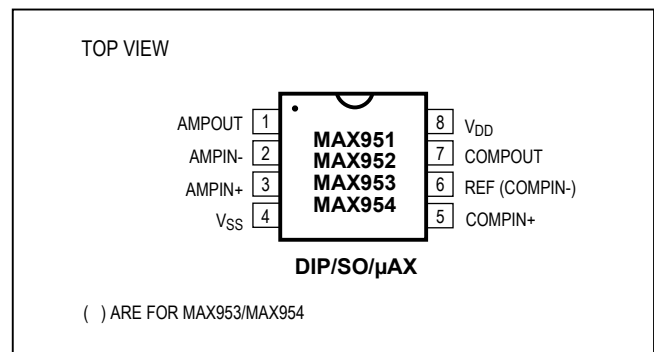 TOP VIEW
AMPOUT 1
AMPIN- 2
AMPIN+ 3
VSS 4
MAX951
MAX952
MAX953
MAX954
8 VDD
7 COMPOUT
6 REF (COMPIN-)
5 COMPIN+
DIP/SO/µAX
( ) ARE FOR MAX953/MAX954